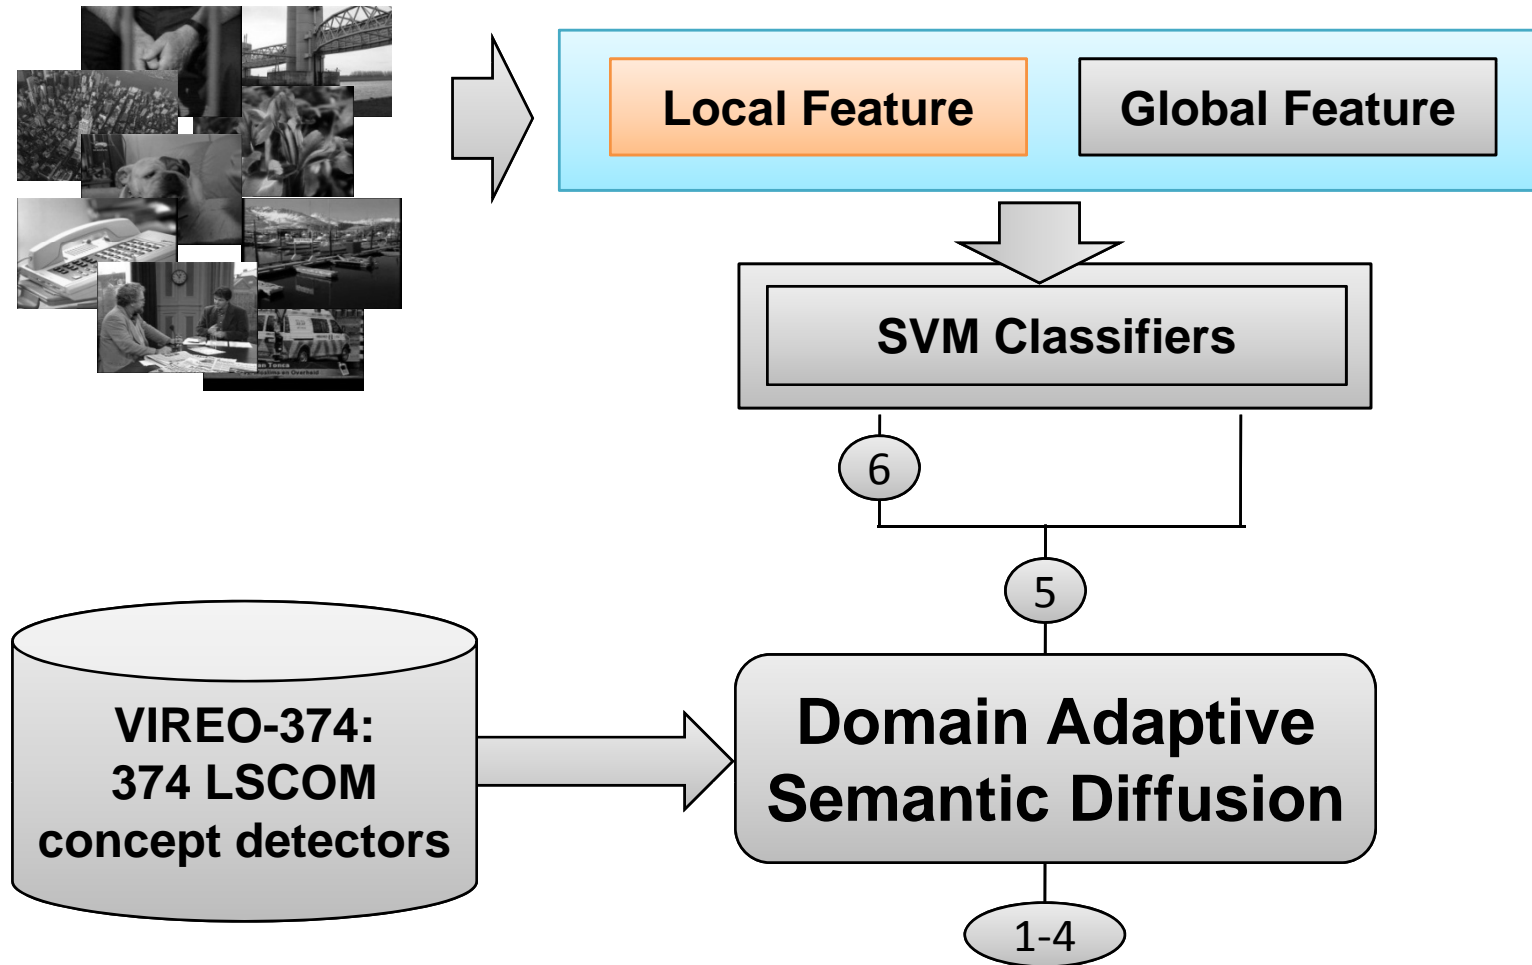 Local Feature
Global Feature
SVM Classifiers
6
5
VIREO-374:
374 LSCOM
concept detectors
Domain Adaptive
Semantic Diffusion
1-4